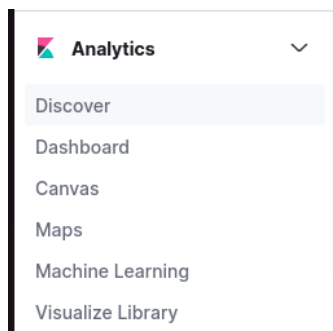 Analytics
Discover
Dashboard
Canvas
Maps
Machine Learning
Visualize Library